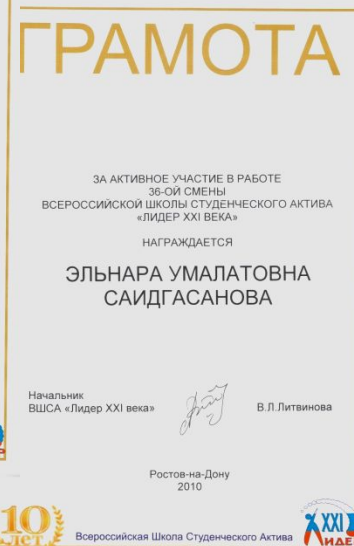 ГРАМОТА
ЗА АКТИВНОЕ УЧАСТИЕ В РАБОТЕ
36-ОЙ СМЕНЫ
ВСЕРОССИЙСКОЙ ШКОЛЫ СТУДЕНЧЕСКОГО АКТИВА
«ЛИДЕР XXI ВЕКА»
НАГРАЖДАЕТСЯ
ЭЛЬНАРА УМАЛАТОВНА
САИДГАСАНОВА
Начальник
ВШСА «Лидер XXI века»
В.Л.Литвинова
Ростов-на-Дону
2010
10
лет
Всероссийская Школа Студенческого Актива
XXI
ЛИДЕ